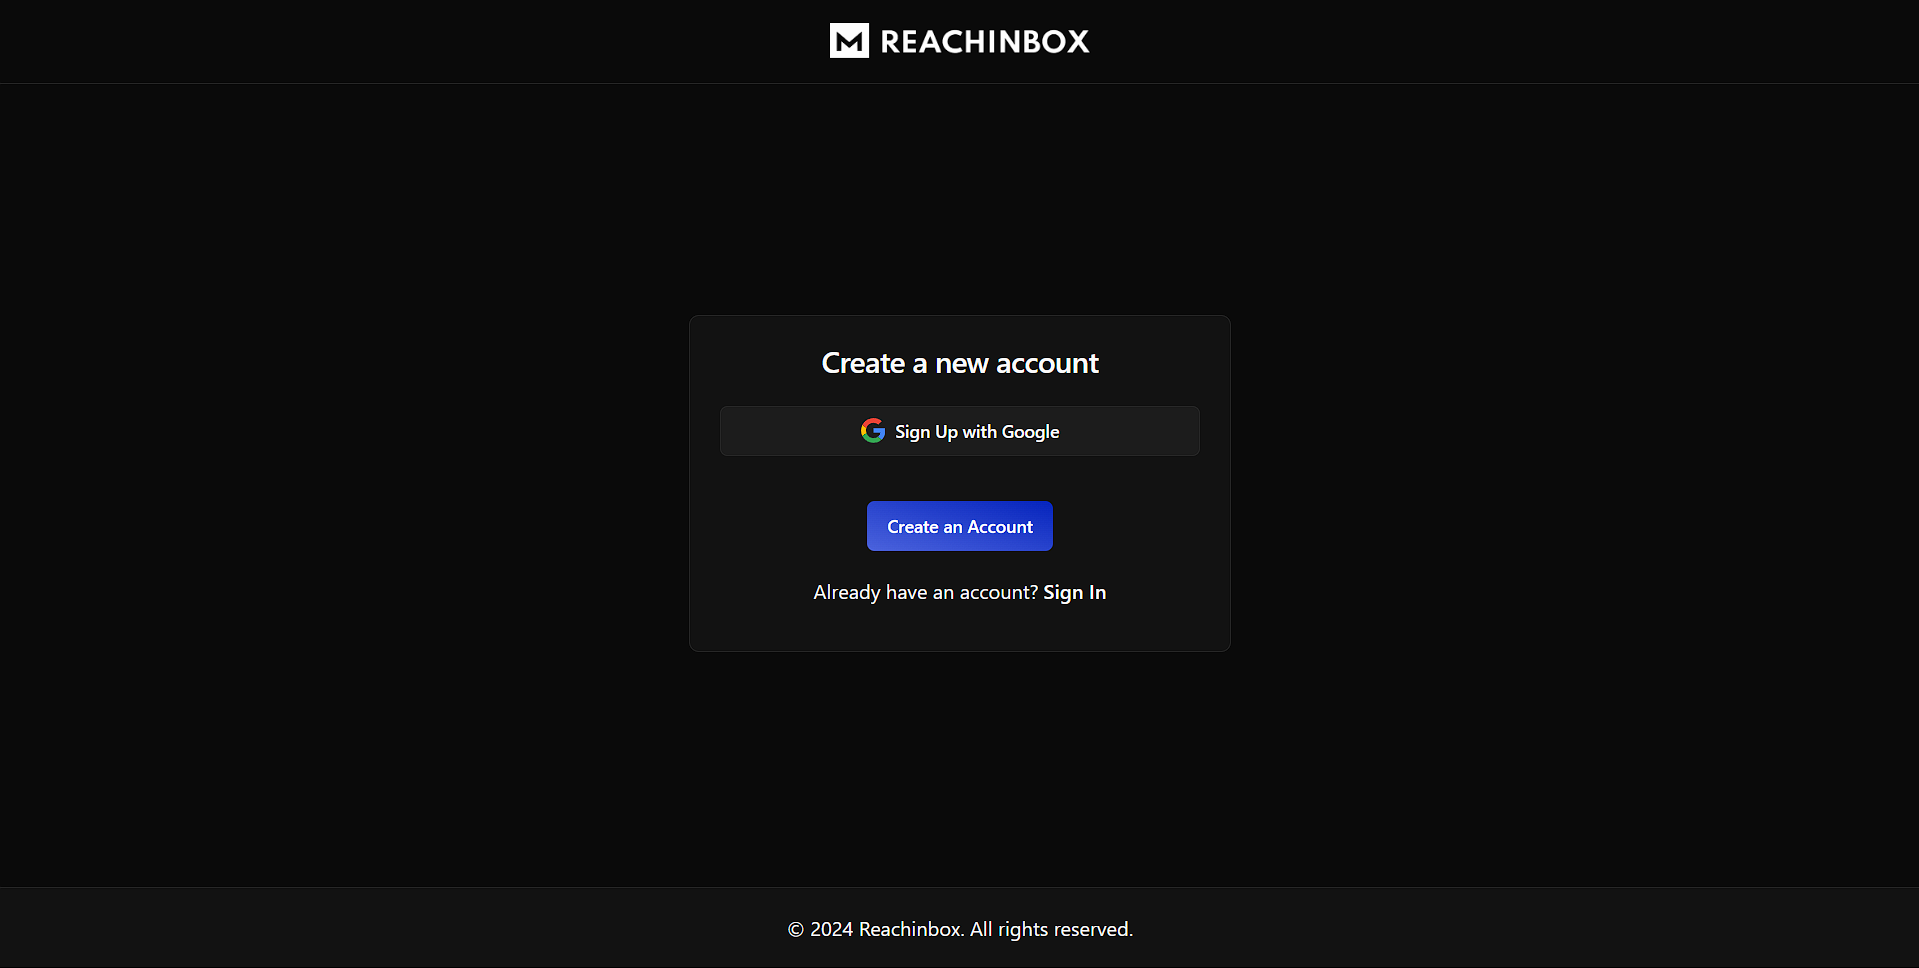 REACHINBOX
Create a new account
Sign Up with Google
Create an Account
Already have an account? Sign In
© 2024 Reachinbox. All rights reserved.